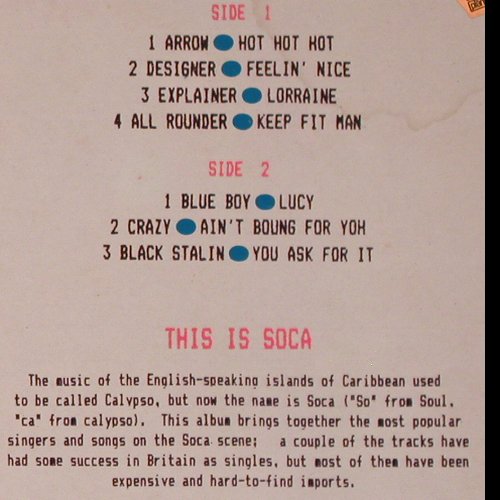 SIDE 1
1 ARROW HOT HOT HOT
2 DESIGNER FEELIN' NICE
3 EXPLAINER LORRAINE
4 ALL ROUNDER KEEP FIT MAN
SIDE 2
1 BLUE BOY LUCY
2 CRAZY AIN'T BOUNG FOR YOH
3 BLACK STALIN YOU ASK FOR IT
THIS IS SOCA
The music of the English-speaking islands of Caribbean used
to be called Calypso, but now the name is Soca ("So" from Soul,
"ca" from calypso). This album brings together the most popular
singers and songs on the Soca scene; a couple of the tracks have
had some success in Britain as singles, but most of them have been
expensive and hard-to-find imports.